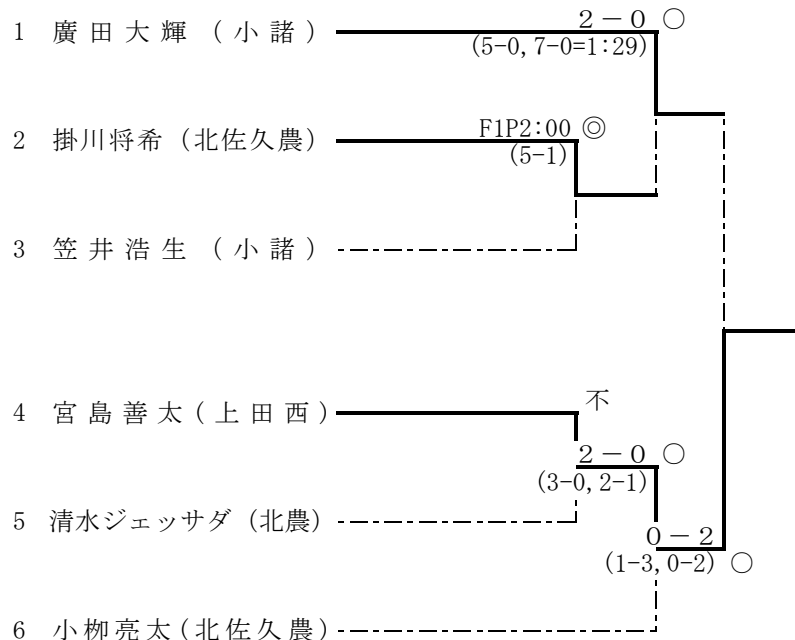 2－0 ○
1 廣田大輝（小諸）
(5-0, 7-0=1:29)
F1P2:00 ◎
2 掛川将希（北佐久農）
(5-1)
3 笠井浩生（小諸）
不
4 宮島善太(上田西)
2－0 ○
(3-0, 2-1)
5 清水ジェッサダ（北農）
0－2
(1-3, 0-2) ○
6 小栁亮太(北佐久農)